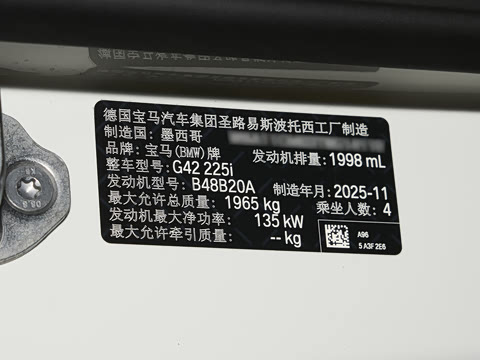 德国宝马汽车集团圣路易斯波托西工厂制造
制造国：墨西哥
品牌：宝马(BMW)牌
发动机排量：1998 mL
整车型号：G42 225i
发动机型号：B48B20A
制造年月：2025-11
最大允许总质量：1965 kg
乘坐人数：4
发动机最大净功率：135 kW
最大允许牵引质量：-- kg
A96
5 A3F 2E6